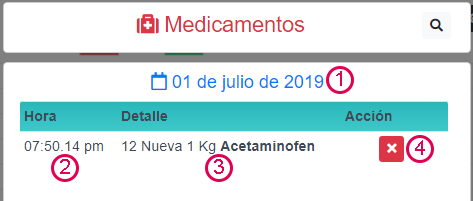 Medicamentos
01 de julio de 2019 1
Hora Detalle Acción
07:50.14 pm 12 Nueva 1 Kg Acetaminofen 4
2 3